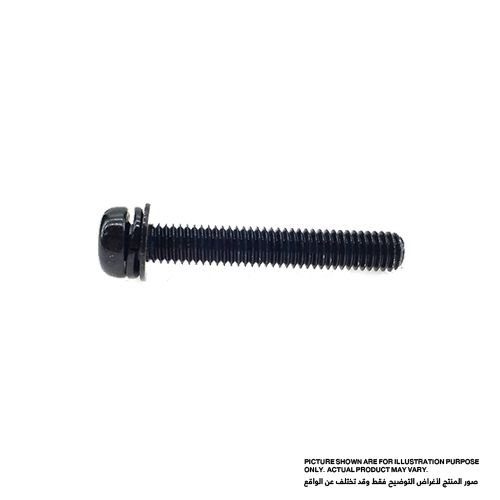 PICTURE SHOWN ARE FOR ILLUSTRATION PURPOSE
ONLY. ACTUAL PRODUCT MAY VARY.
صور المنتج لأغراض التوضيح فقط وقد تختلف عن الواقع